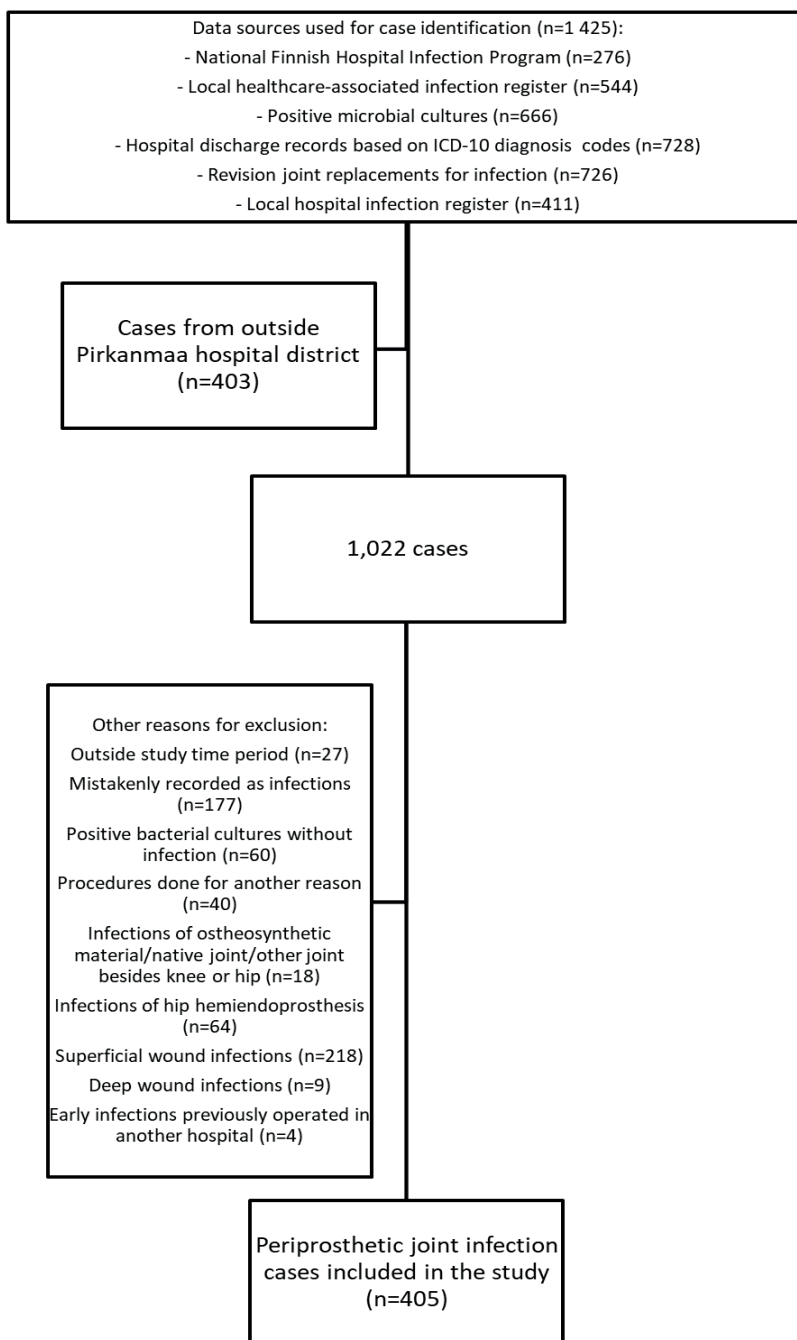 Data sources used for case identification (n=1 425):
- National Finnish Hospital Infection Program (n=276)
- Local healthcare-associated infection register (n=544)
- Positive microbial cultures (n=666)
- Hospital discharge records based on ICD-10 diagnosis codes (n=728)
- Revision joint replacements for infection (n=726)
- Local hospital infection register (n=411)
Cases from outside
Pirkanmaa hospital district
(n=403)
1,022 cases
Other reasons for exclusion:
Outside study time period (n=27)
Mistakenly recorded as infections
(n=177)
Positive bacterial cultures without
infection (n=60)
Procedures done for another reason
(n=40)
Infections of ostheosynthetic
material/native joint/other joint
besides knee or hip (n=18)
Infections of hip hemiendoprosthesis
(n=64)
Superficial wound infections (n=218)
Deep wound infections (n=9)
Early infections previously operated in
another hospital (n=4)
Periprosthetic joint infection
cases included in the study
(n=405)